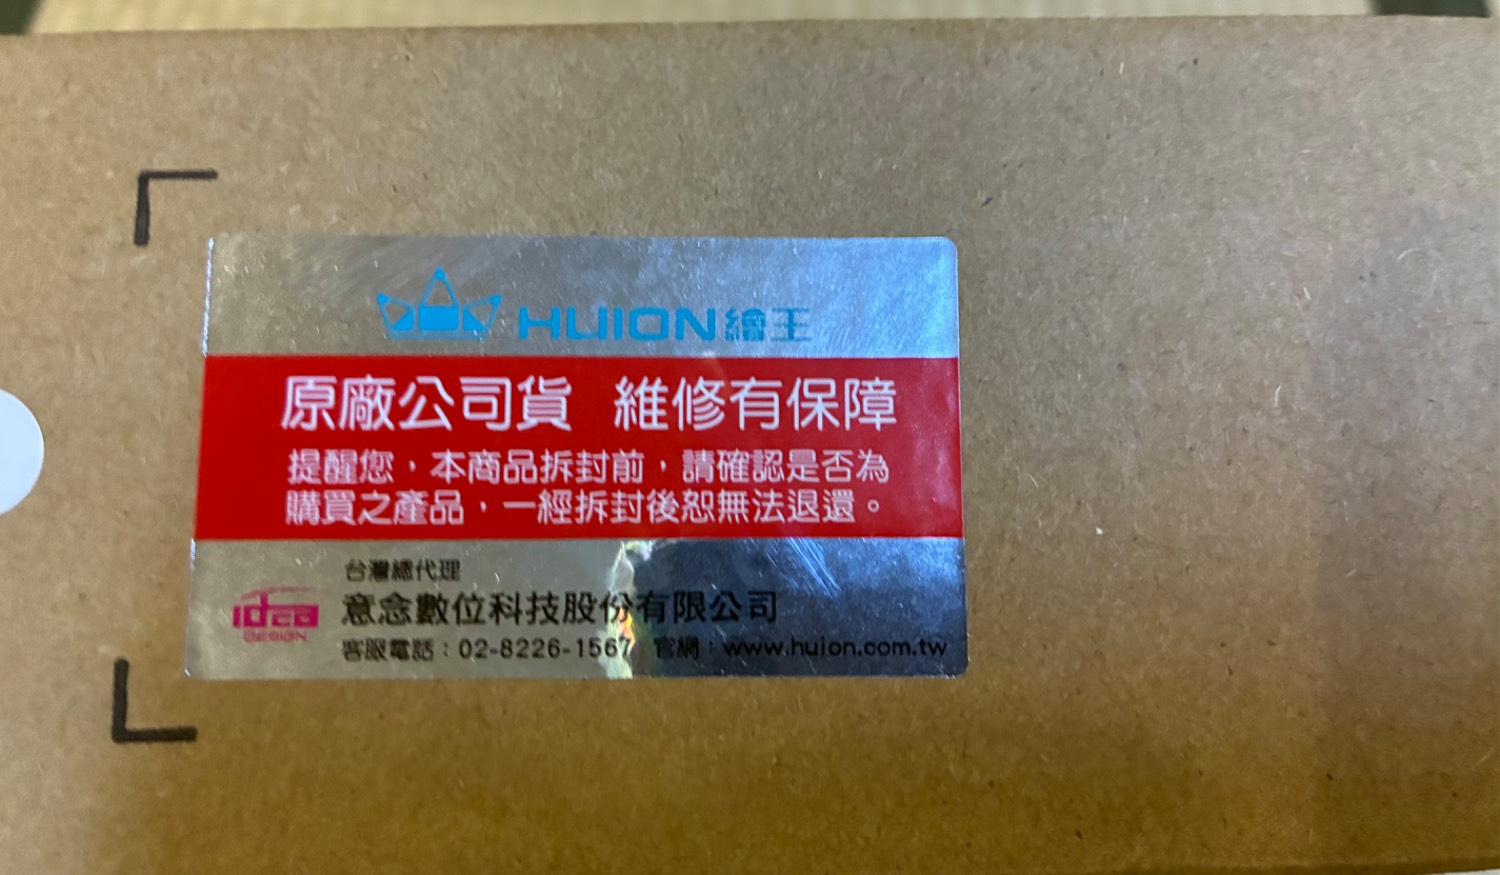 HUION繪王
原廠公司貨 維修有保障
提醒您，本商品拆封前，請確認是否為
購買之產品，一經拆封後恕無法退還。
台灣總代理
idea
DESIGN
意念數位科技股份有限公司
客服電話：02-8226-1567 官網：www.huion.com.tw